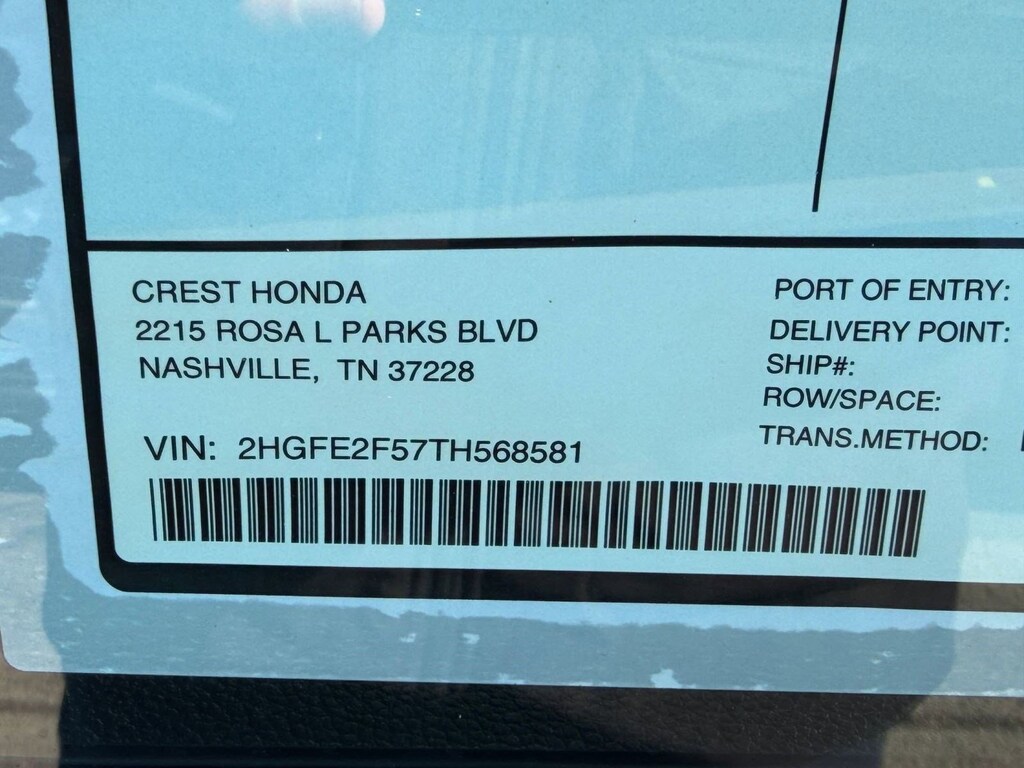 CREST HONDA
2215 ROSA L PARKS BLVD
NASHVILLE, TN 37228
VIN: 2HGFE2F57TH568581
PORT OF ENTRY:
DELIVERY POINT:
SHIP#:
ROW/SPACE:
TRANS.METHOD: